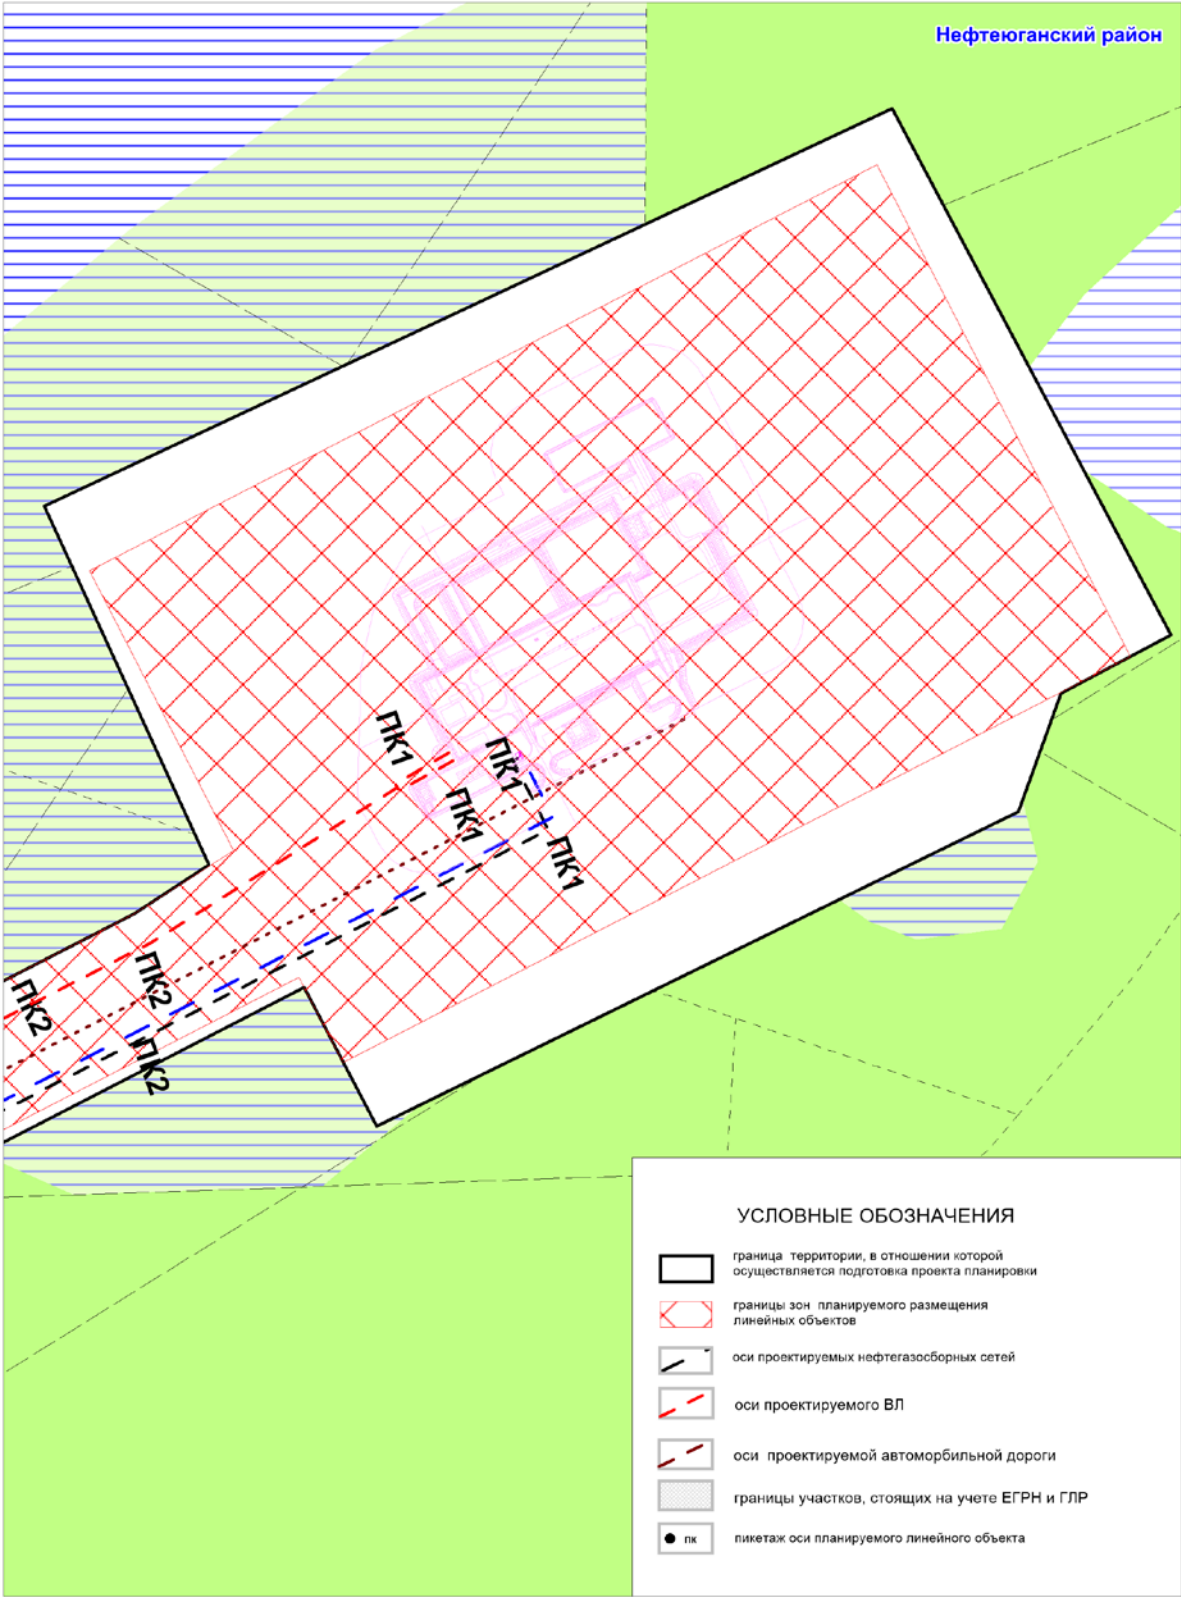 Нефтеюганский район
ПК1
ПК1
ПК1
ПК1
ПК2
ПК2
ПК2
УСЛОВНЫЕ ОБОЗНАЧЕНИЯ
граница территории, в отношении которой
осуществляется подготовка проекта планировки
границы зон планируемого размещения
линейных объектов
оси проектируемых нефтегазосборных сетей
оси проектируемого ВЛ
оси проектируемой автоморбильной дороги
границы участков, стоящих на учете ЕГРН и ГЛР
пк
пикетаж оси планируемого линейного объекта